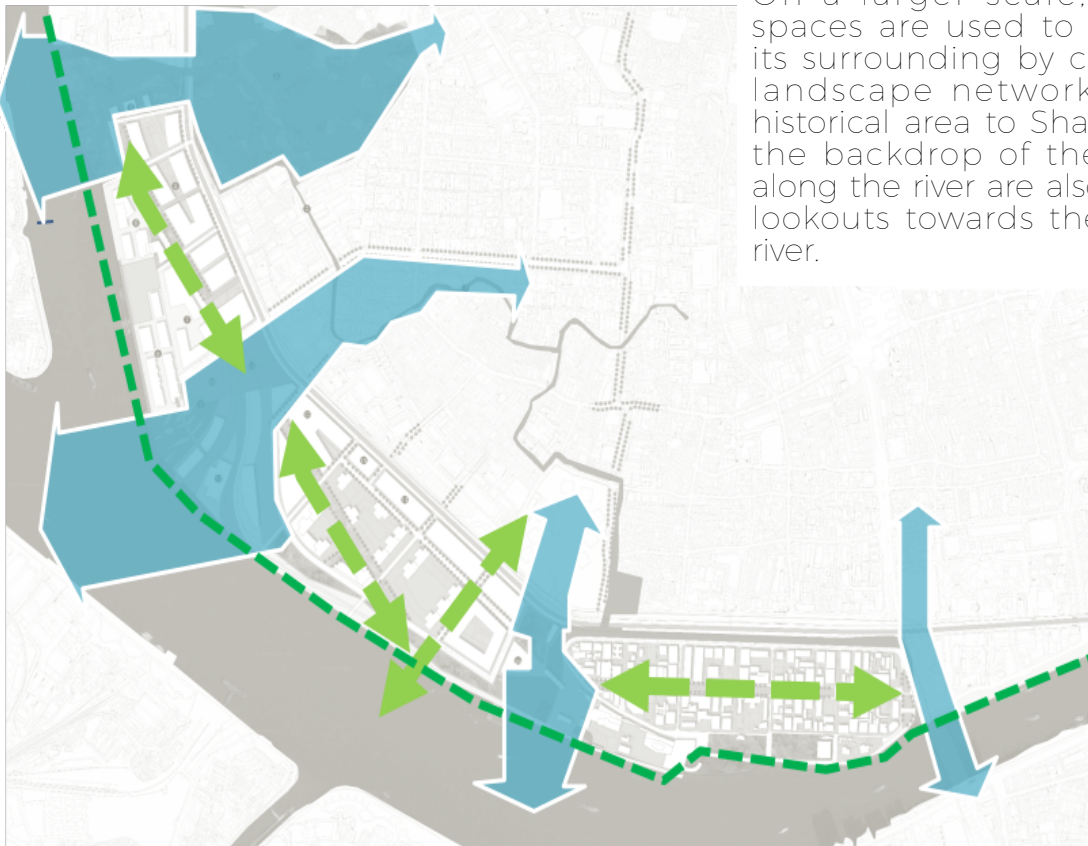 spaces are used to
its surrounding by c
landscape network
historical area to Sha
the backdrop of the
along the river are als
lookouts towards the
river.